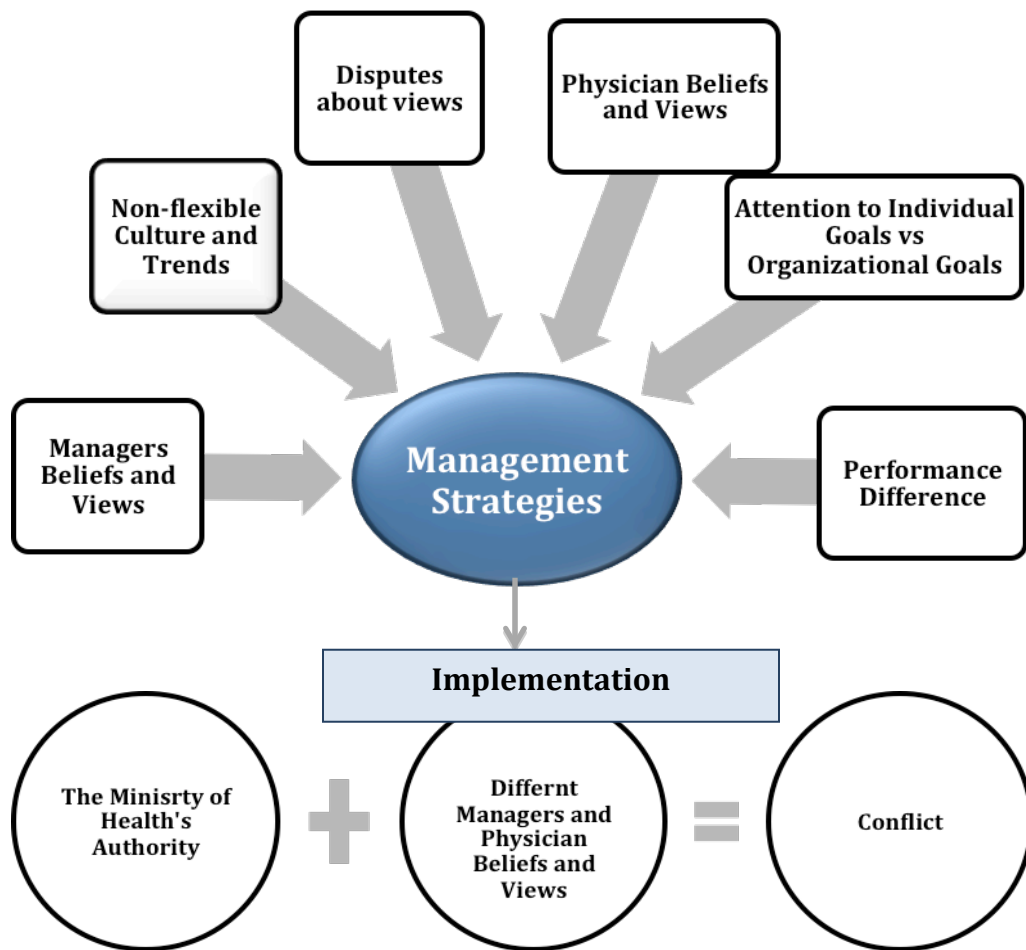 Disputes
about views
Physician Beliefs
and Views
Non-flexible
Culture and
Trends
Attention to Individual
Goals vs
Organizational Goals
Managers
Beliefs and
Views
Management
Strategies
Performance
Difference
Implementation
The Minisrty of
Health's
Authority
Differnt
Managers and
Physician
Beliefs and
Views
Conflict